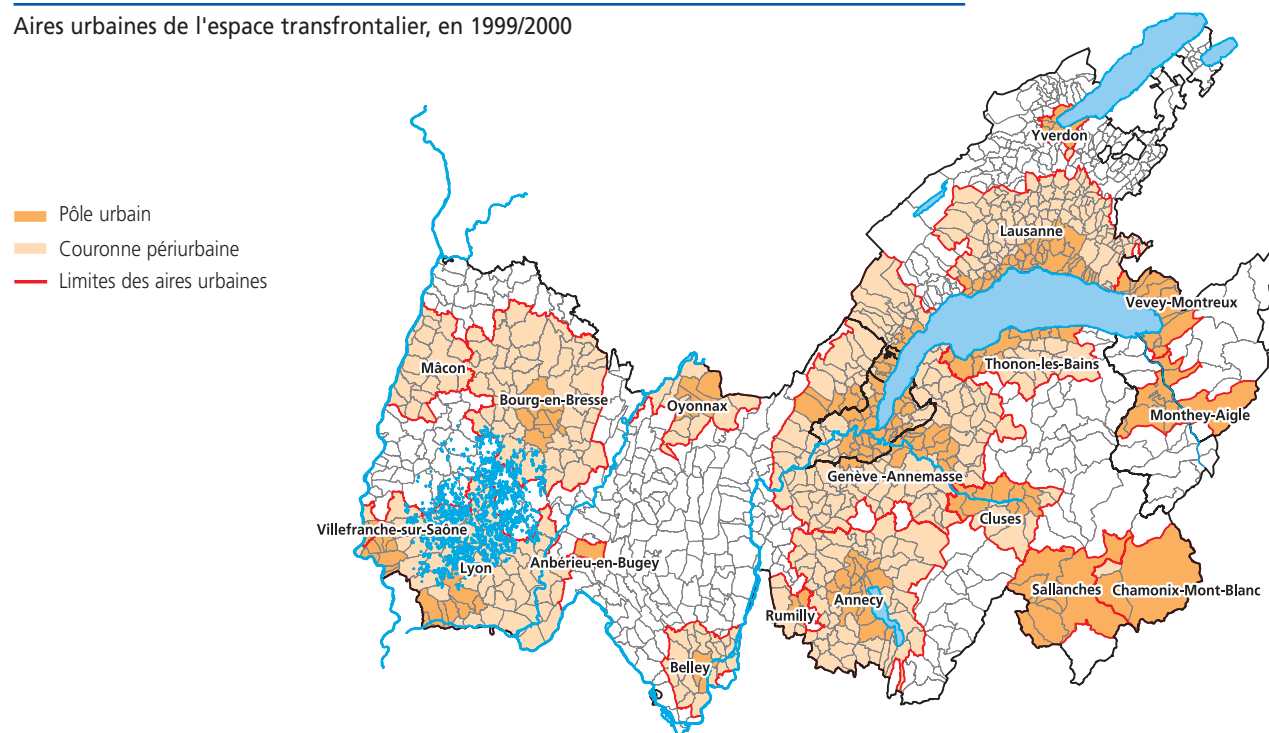 Aires urbaines de l'espace transfrontalier, en 1999/2000
Pôle urbain
Couronne périurbaine
Limites des aires urbaines
Yverdon
Lausanne
Vevey-Montreux
Thonon-les-Bains
Mâcon
Bourg-en-Bresse
Oyonnax
Monthey-Aigle
Genève -Annemasse
Cluses
Villefranche-sur-Saône
Lyon
Anbérieu-en-Bugey
Sallanches
Chamonix-Mont-Blanc
Annecy
Rumilly
Belley